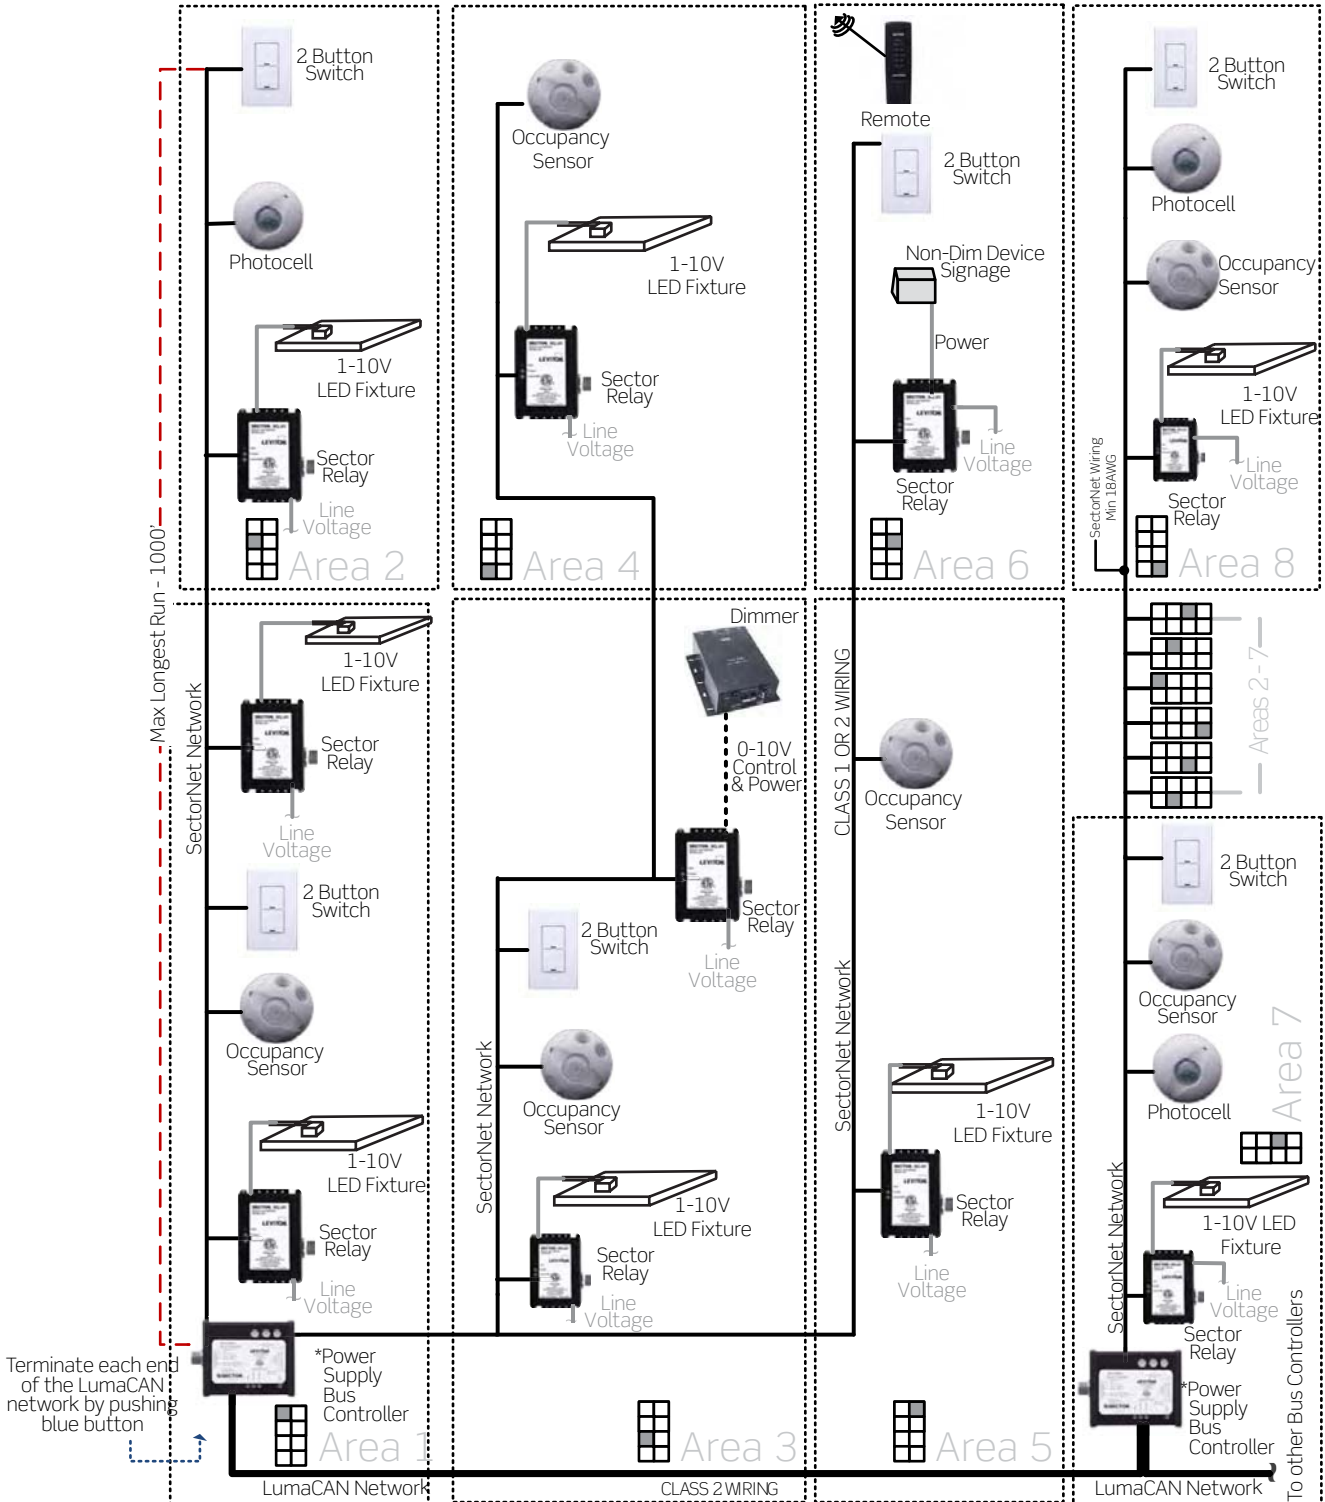 2 Button
Switch
Photocell
1-10V
LED Fixture
Sector
Relay
Line
Voltage
Area 2
Max Longest Run - 1000'
Occupancy
Sensor
1-10V
LED Fixture
Sector
Relay
Line
Voltage
Area 4
Remote
2 Button
Switch
Non-Dim Device
Signage
Power
Line
Voltage
Sector
Relay
Area 6
2 Button
Switch
Photocell
Occupancy
Sensor
1-10V
LED Fixture
Line
Voltage
Sector
Relay
SectorNet Wiring
Min 18AWG
Area 8
Areas 2 - 7
1-10V
LED Fixture
SectorNet Network
Sector
Relay
Line
Voltage
2 Button
Switch
Occupancy
Sensor
1-10V
LED Fixture
Sector
Relay
Line
Voltage
*Power
Supply
Bus
Controller
Area 1
Terminate each end
of the LumaCAN
network by pushing
blue button
LumaCAN Network
Dimmer
0-10V
Control
& Power
Sector
Relay
Line
Voltage
2 Button
Switch
SectorNet Network
Occupancy
Sensor
1-10V
LED Fixture
Sector
Relay
Line
Voltage
Area 3
CLASS 2 WIRING
CLASS 1 OR 2 WIRING
Occupancy
Sensor
SectorNet Network
1-10V
LED Fixture
Sector
Relay
Line
Voltage
Area 5
2 Button
Switch
Occupancy
Sensor
Photocell
Area 7
SectorNet Network
1-10V LED
Fixture
Line
Voltage
Sector
Relay
*Power
Supply
Bus
Controller
LumaCAN Network
To other Bus Controllers
LEVITON
LEVITON
LEVITON
LEVITON
LEVITON
LEVITON